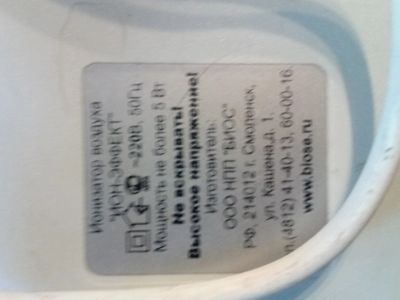 Ионизатор воздуха
"ИОН-ЭФФЕКТ"
~220В, 50Гц
Мощность не более 5 Вт
Не вскрывать!
Высокое напряжение!
Изготовитель:
ООО НПП "БИОС"
РФ, 214012 г. Смоленск,
ул. Кашена,д. 1,
л.(4812) 41-40-13, 60-00-16
www.biose.ru